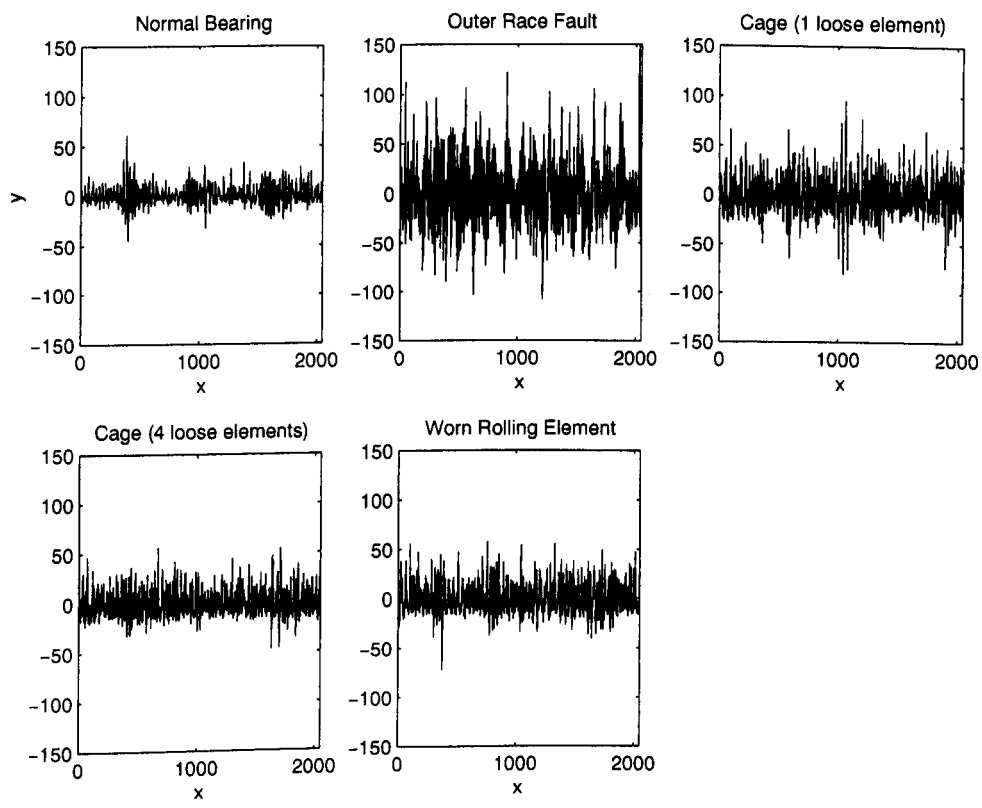 Normal Bearing
150
100
50
0
−50
−100
−150
y
0 1000 2000
x
Outer Race Fault
150
100
50
0
−50
−100
−150
0 1000 2000
x
Cage (1 loose element)
150
100
50
0
−50
−100
−150
0 1000 2000
x
Cage (4 loose elements)
150
100
50
0
−50
−100
−150
0 1000 2000
x
Worn Rolling Element
150
100
50
0
−50
−100
−150
0 1000 2000
x